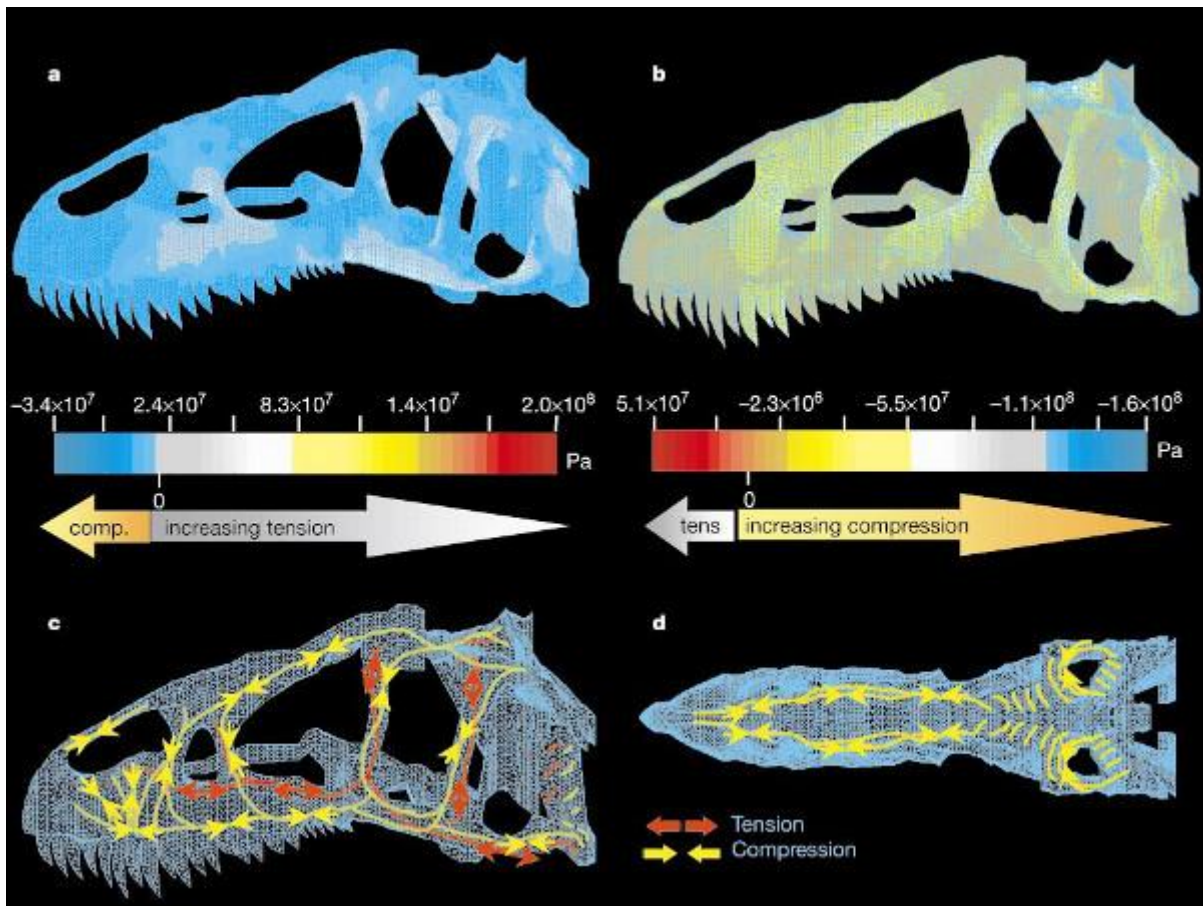 a
b
−3.4×10⁷ 2.4×10⁷ 8.3×10⁷ 1.4×10⁷ 2.0×10⁸
Pa
0
comp. increasing tension
5.1×10⁷ −2.3×10⁶ −5.5×10⁷ −1.1×10⁸ −1.6×10⁸
Pa
0
tens increasing compression
c
d
Tension
Compression